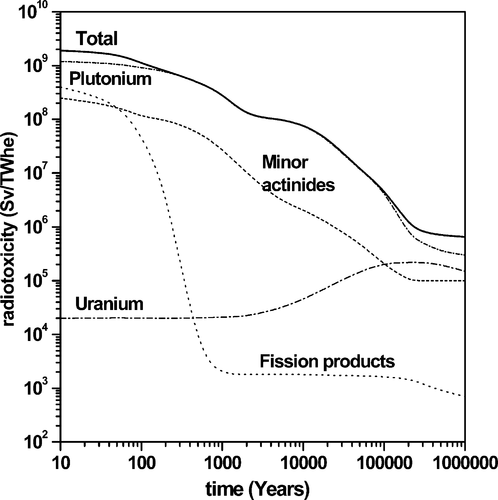 10^10
10^9
10^8
10^7
10^6
10^5
10^4
10^3
10^2
radiotoxicity (Sv/TWhe)
Total
Plutonium
Minor
actinides
Uranium
Fission products
10 100 1000 10000 100000 1000000
time (Years)